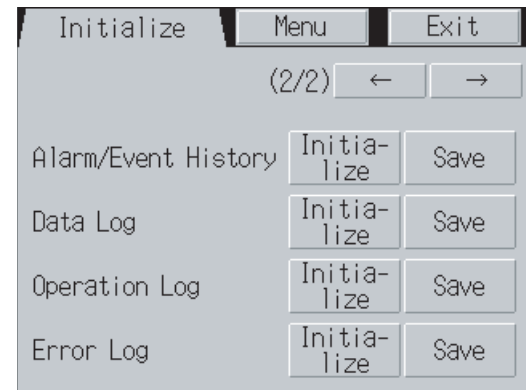 Initialize Menu Exit
(2/2) ← →
Alarm/Event History Initia-
lize Save
Data Log Initia-
lize Save
Operation Log Initia-
lize Save
Error Log Initia-
lize Save